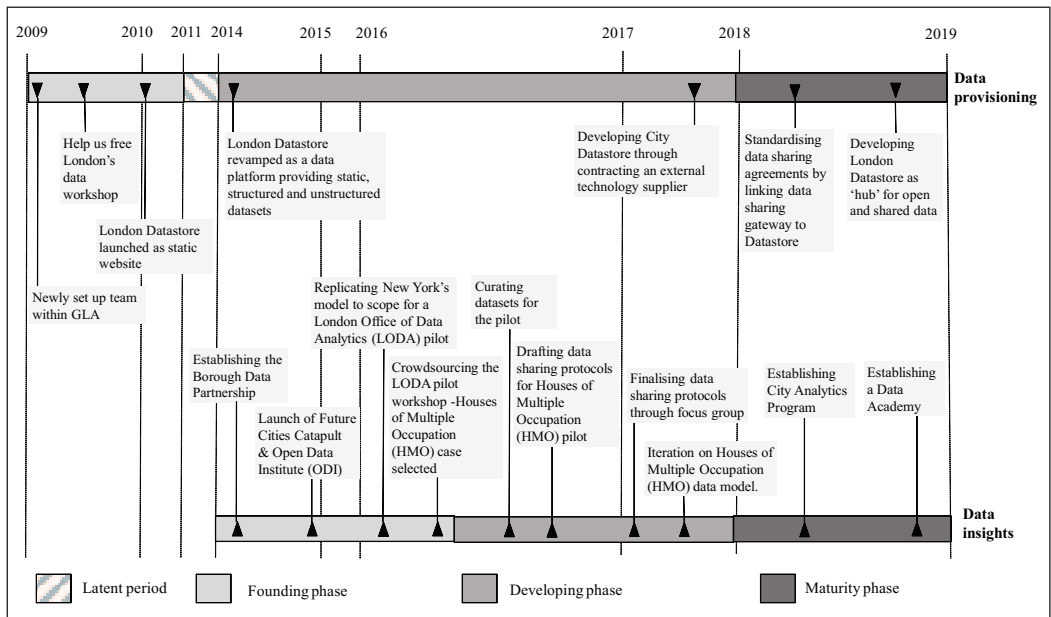 2009 2010 2011 2014 2015 2016 2017 2018 2019
Data
provisioning
Help us free
London's
data
workshop
London Datastore
launched as static
website
Newly set up team
within GLA
London Datastore
revamped as a data
platform providing static,
structured and unstructured
datasets
Developing City
Datastore through
contracting an external
technology supplier
Standardising
data sharing
agreements by
linking data
sharing
gateway to
Datastore
Developing
London
Datastore as
‘hub’ for open
and shared data
Establishing the
Borough Data
Partnership
Launch of Future
Cities Catapult
& Open Data
Institute (ODI)
Replicating New York’s
model to scope for a
London Office of Data
Analytics (LODA) pilot
Crowdsourcing the
LODA pilot
workshop -Houses
of Multiple
Occupation (HMO) case
selected
Curating
datasets for
the pilot
Drafting data
sharing protocols
for Houses of
Multiple
Occupation
(HMO) pilot
Finalising data
sharing protocols
through focus group
Iteration on Houses of
Multiple Occupation
(HMO) data model.
Establishing
City Analytics
Program
Establishing
a Data
Academy
Data
insights
Latent period
Founding phase
Developing phase
Maturity phase